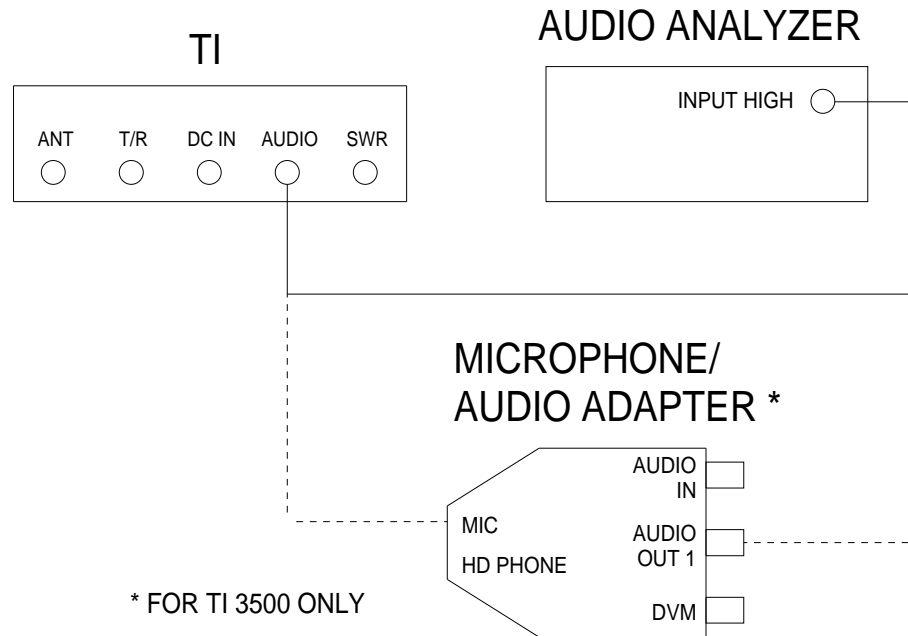 TI
ANT T/R DC IN AUDIO SWR
AUDIO ANALYZER
INPUT HIGH
MICROPHONE/
AUDIO ADAPTER *
MIC
HD PHONE
AUDIO
IN
AUDIO
OUT 1
DVM
* FOR TI 3500 ONLY